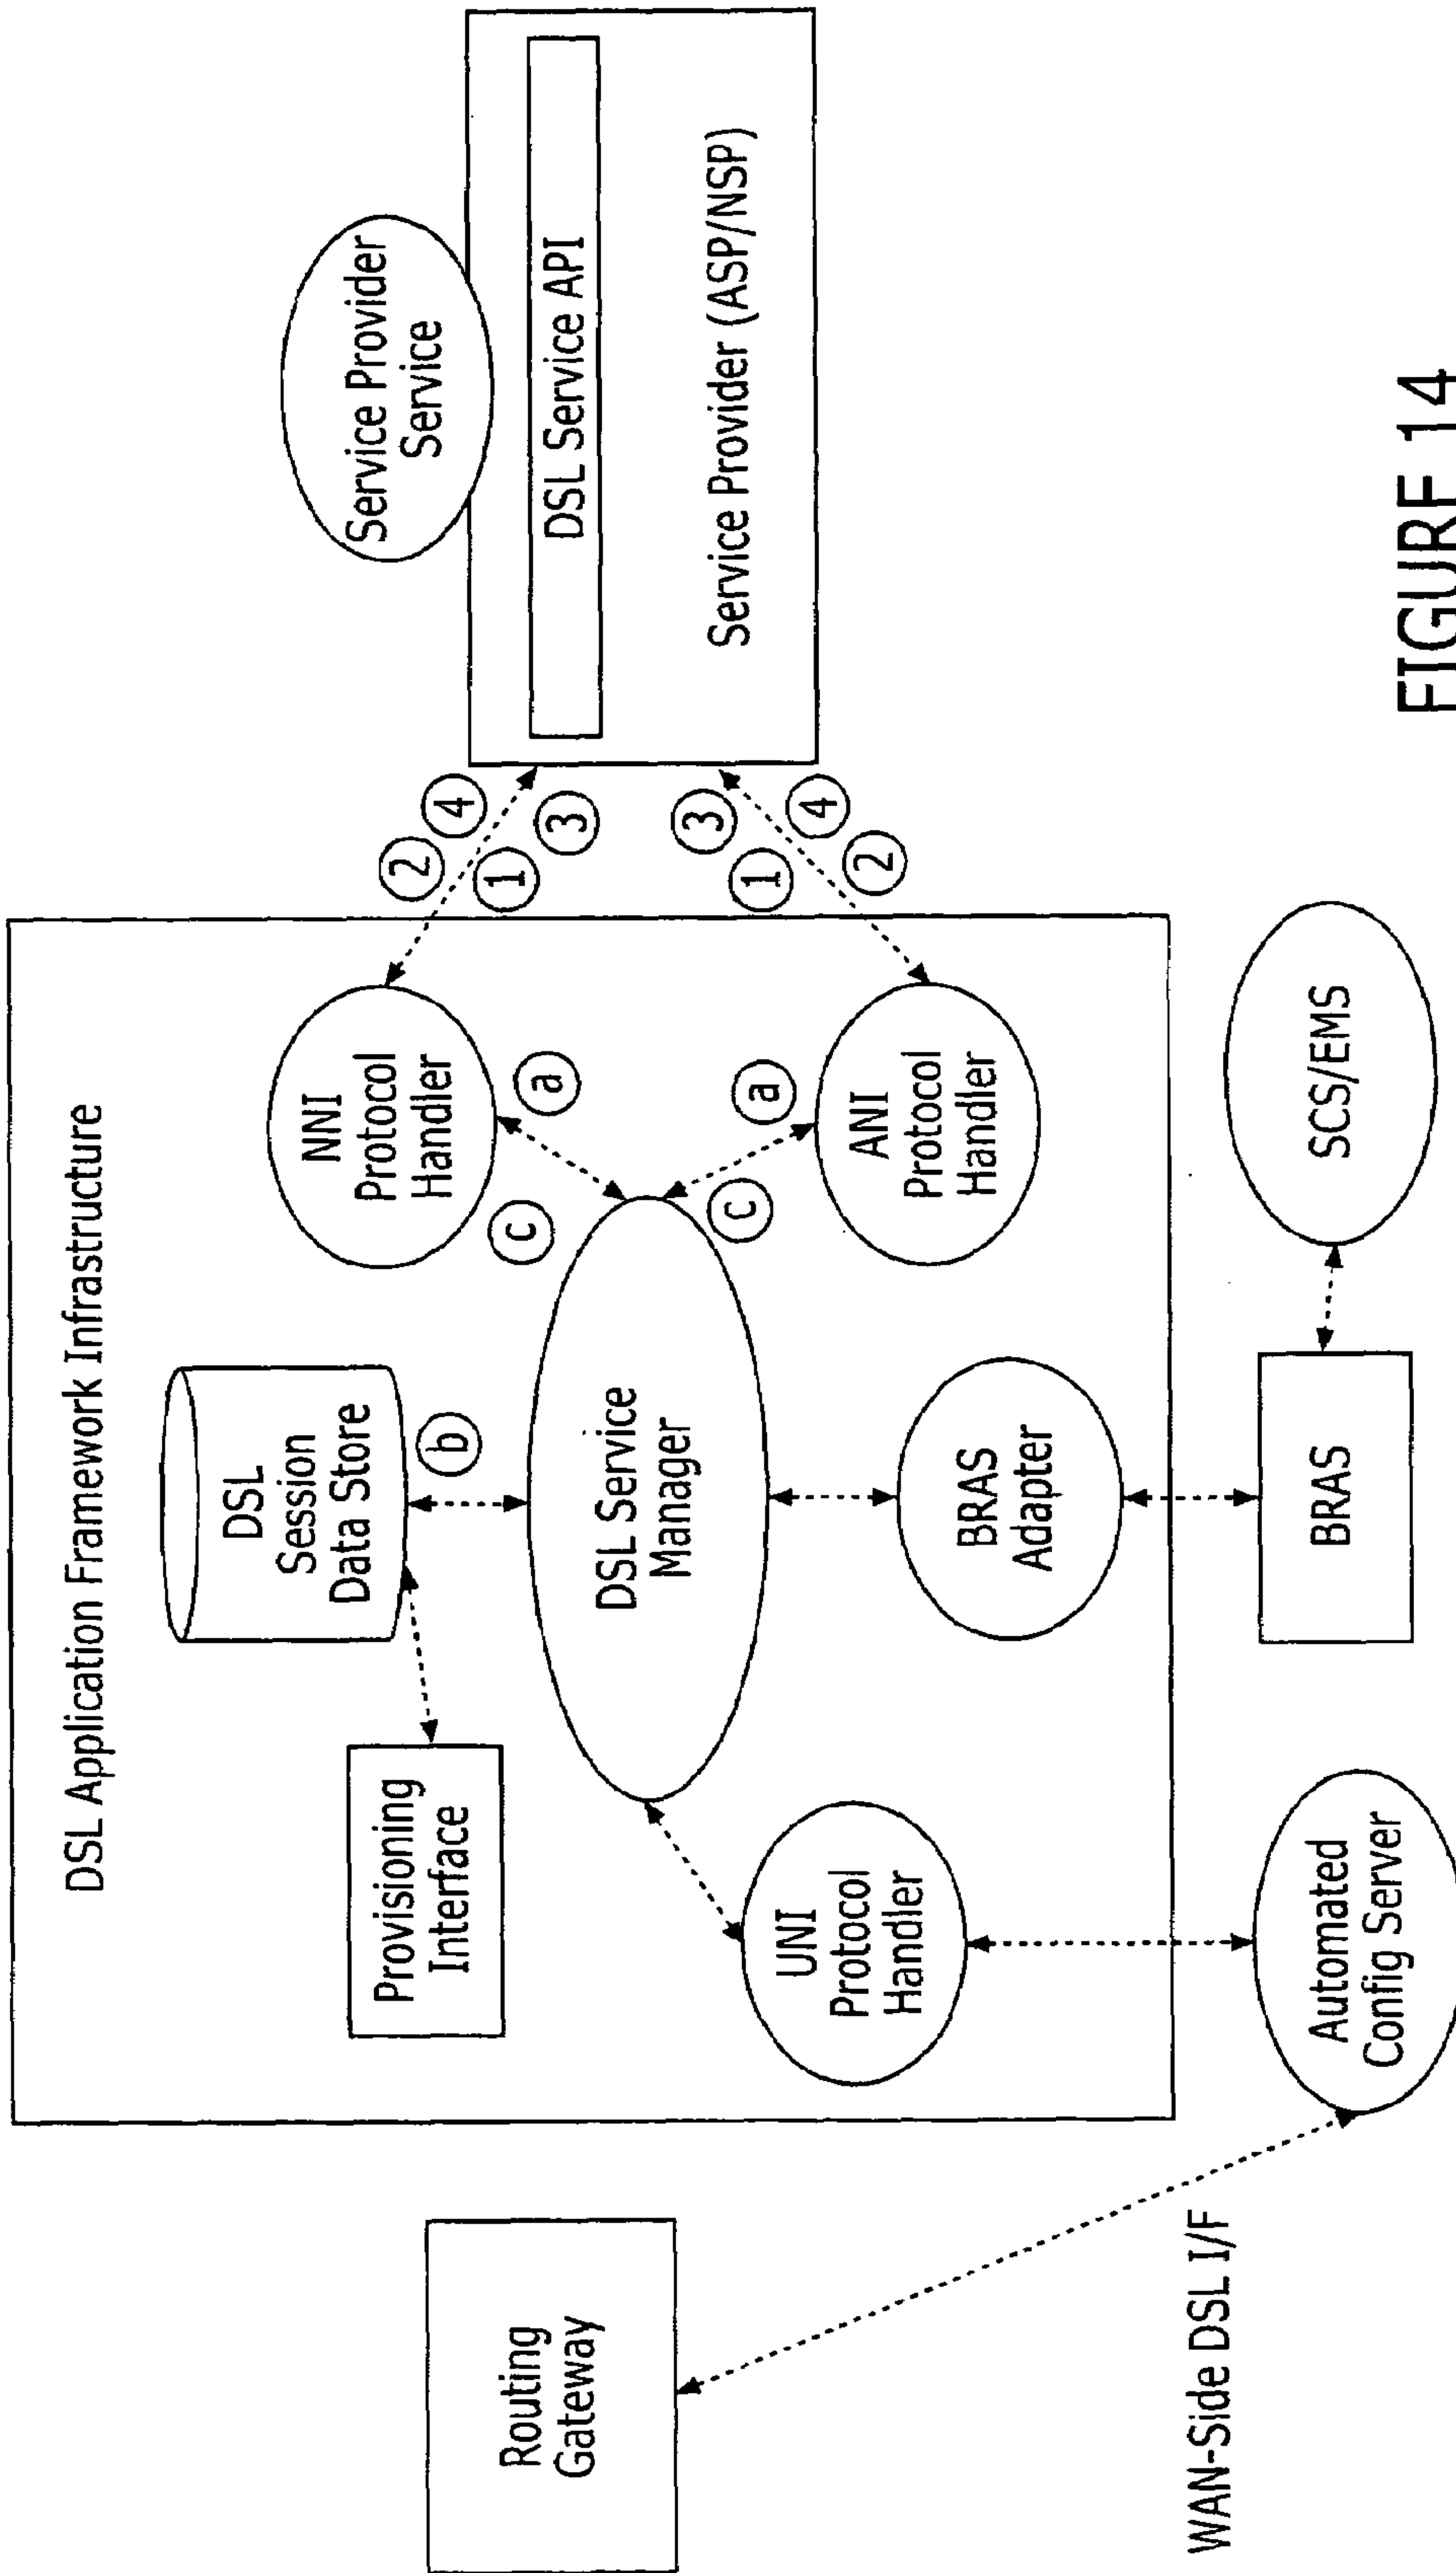 DSL Application Framework Infrastructure
Routing
Gateway
Provisioning
Interface
DSL
Session
Data Store
b
NNI
Protocol
Handler
a
c
2
4
1
3
Service Provider
Service
DSL Service API
Service Provider (ASP/NSP)
DSL Service
Manager
UNI
Protocol
Handler
BRAS
Adapter
c
a
ANI
Protocol
Handler
3
1
4
2
WAN-Side DSL I/F
Automated
Config Server
BRAS
SCS/EMS
FIGURE 14